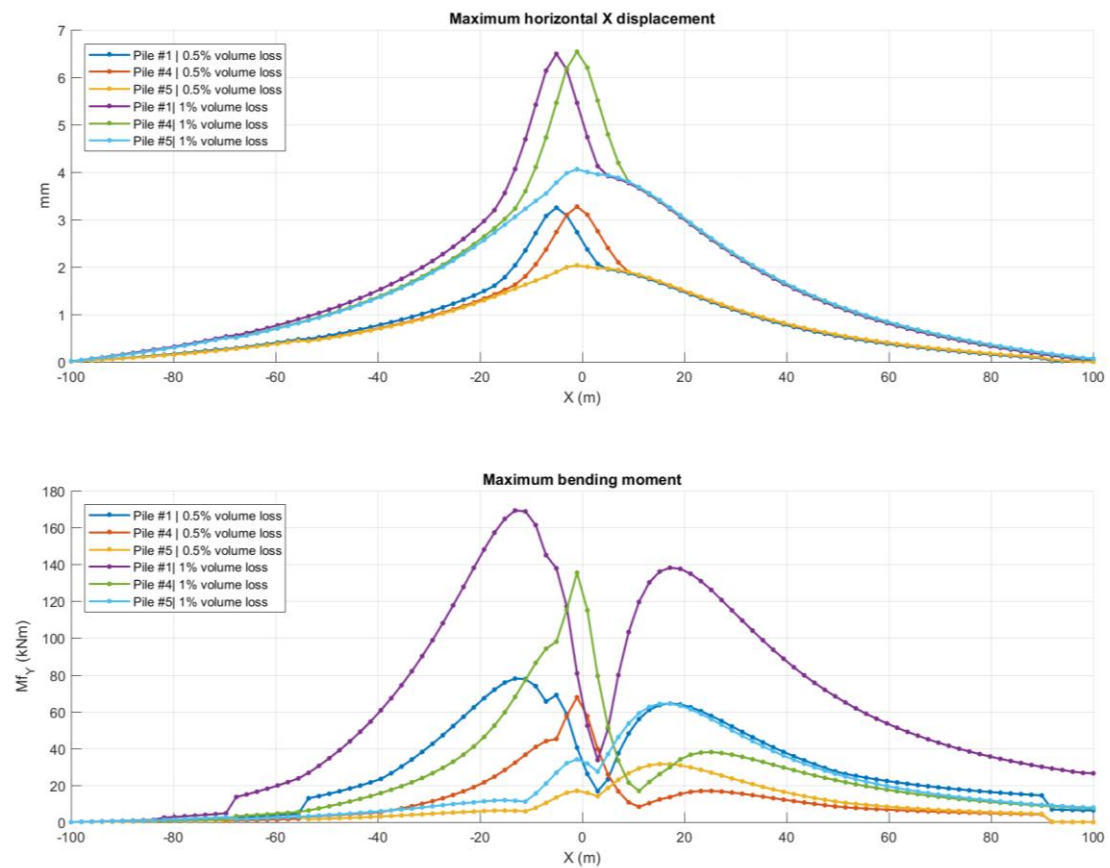 Maximum horizontal X displacement
7
6
5
4
3
2
1
0
mm
Pile #1 | 0.5% volume loss
Pile #4 | 0.5% volume loss
Pile #5 | 0.5% volume loss
Pile #1| 1% volume loss
Pile #4| 1% volume loss
Pile #5| 1% volume loss
-100 -80 -60 -40 -20 0 20 40 60 80 100
X (m)
Maximum bending moment
180
160
140
120
100
80
60
40
20
0
Mf_Y (kNm)
Pile #1 | 0.5% volume loss
Pile #4 | 0.5% volume loss
Pile #5 | 0.5% volume loss
Pile #1| 1% volume loss
Pile #4| 1% volume loss
Pile #5| 1% volume loss
-100 -80 -60 -40 -20 0 20 40 60 80 100
X (m)